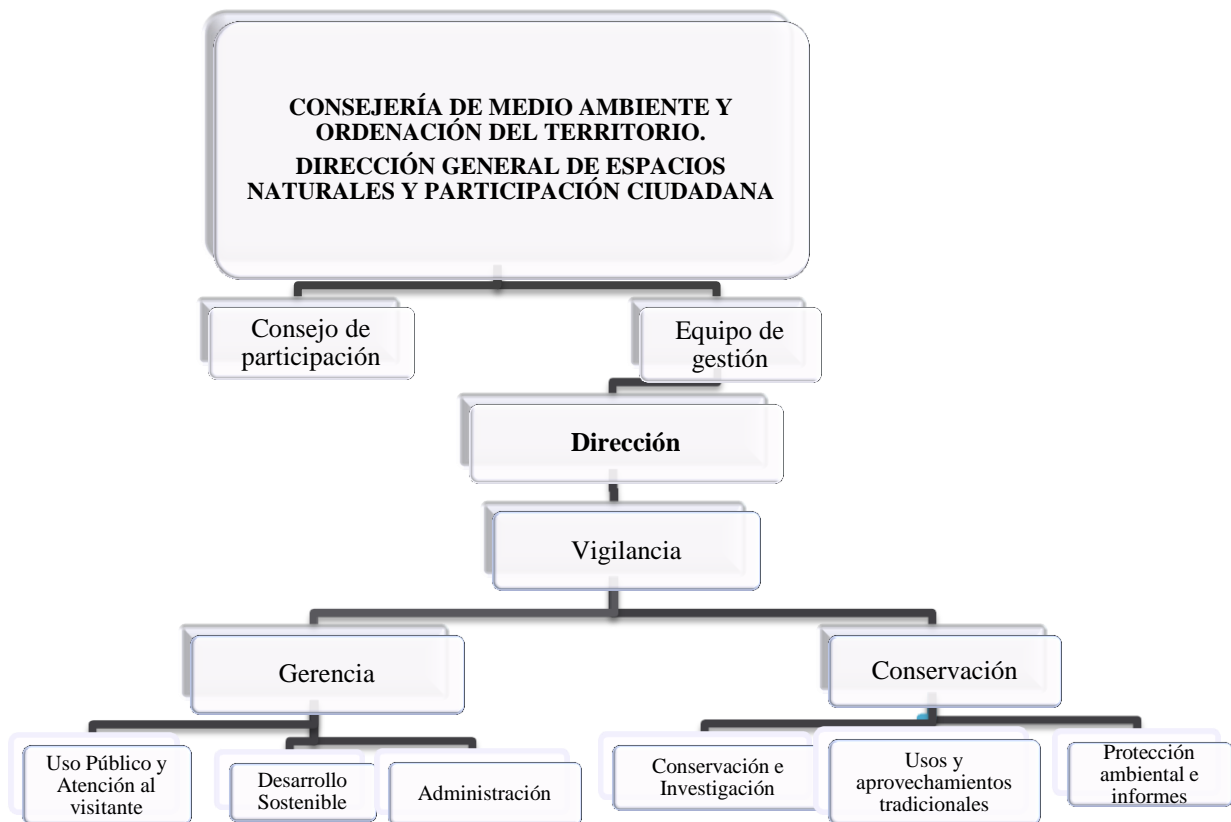 CONSEJERÍA DE MEDIO AMBIENTE Y
ORDENACIÓN DEL TERRITORIO.
DIRECCIÓN GENERAL DE ESPACIOS
NATURALES Y PARTICIPACIÓN CIUDADANA
Consejo de
participación
Equipo de
gestión
Dirección
Vigilancia
Gerencia
Conservación
Uso Público y
Atención al
visitante
Desarrollo
Sostenible
Administración
Conservación e
Investigación
Usos y
aprovechamientos
tradicionales
Protección
ambiental e
informes